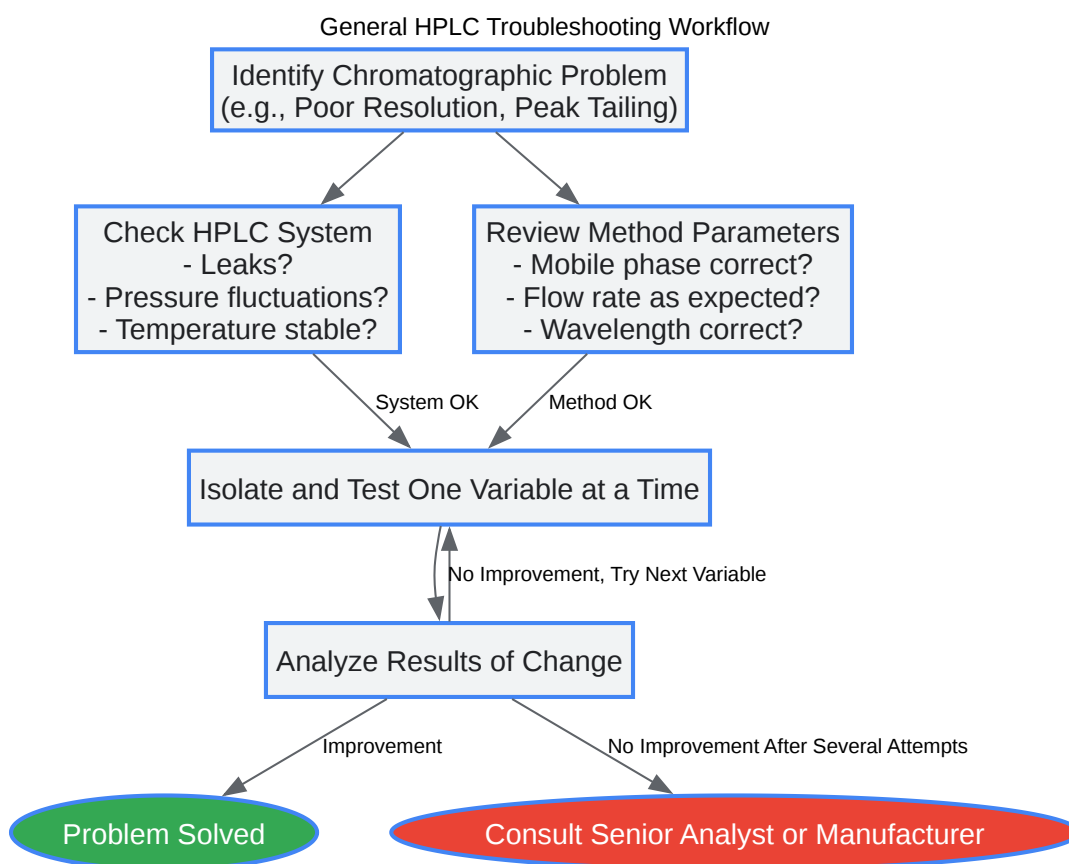 General HPLC Troubleshooting Workflow
Identify Chromatographic Problem
(e.g., Poor Resolution, Peak Tailing)
Check HPLC System
- Leaks?
- Pressure fluctuations?
- Temperature stable?
Review Method Parameters
- Mobile phase correct?
- Flow rate as expected?
- Wavelength correct?
System OK
Method OK
Isolate and Test One Variable at a Time
No Improvement, Try Next Variable
Analyze Results of Change
Improvement
No Improvement After Several Attempts
Problem Solved
Consult Senior Analyst or Manufacturer